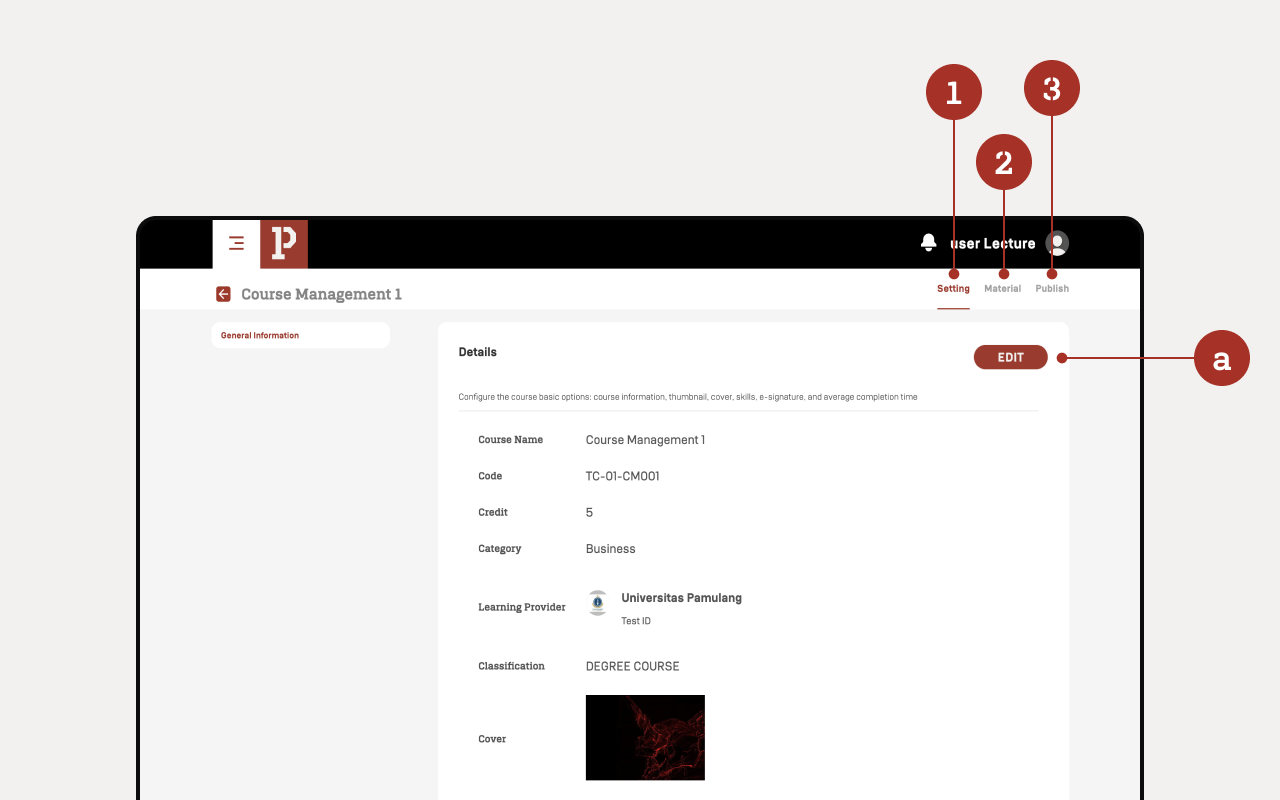 1
3
2
P
user Lecture
Course Management 1
Setting
Material
Publish
General Information
Details
EDIT
a
Configure the course basic options: course information, thumbnail, cover, skills, e-signature, and average completion time
Course Name
Course Management 1
Code
TC-01-CM001
Credit
5
Category
Business
Learning Provider
Universitas Pamulang
Test ID
Classification
DEGREE COURSE
Cover